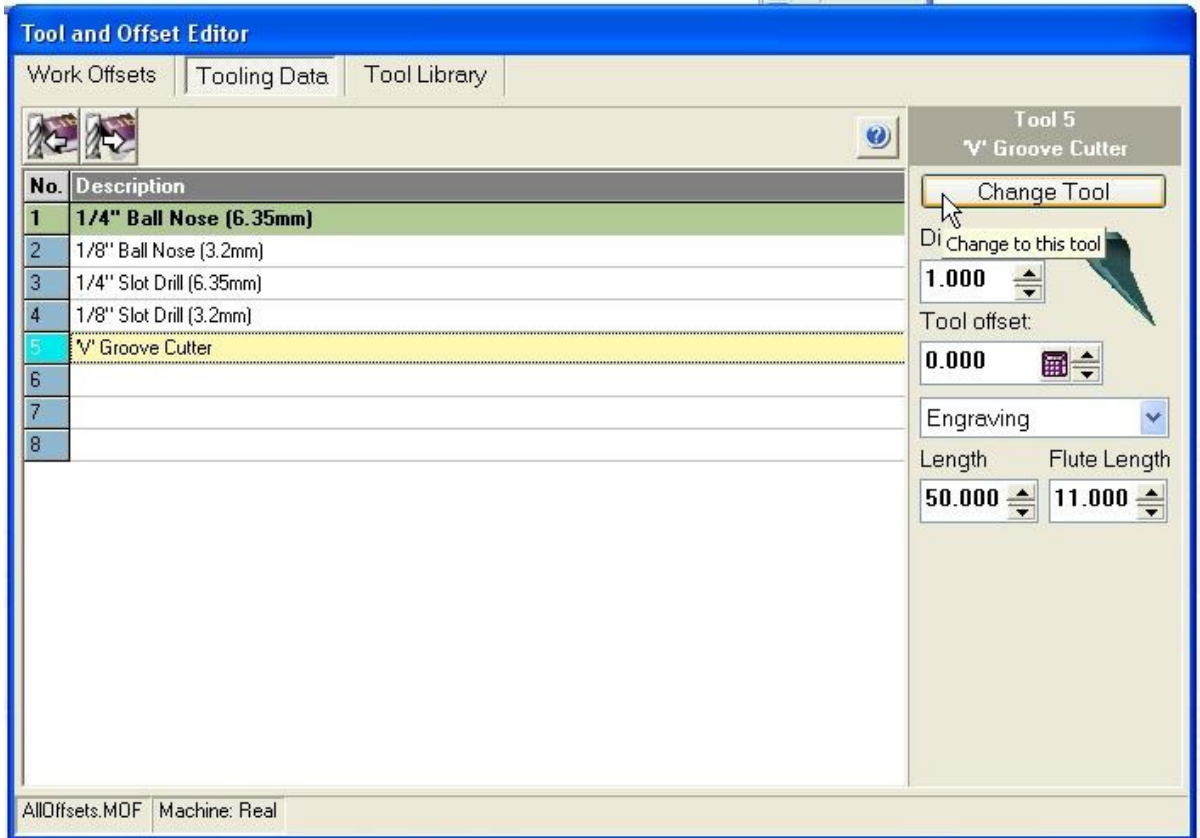 Tool and Offset Editor
Work Offsets Tooling Data Tool Library
Tool 5
'V' Groove Cutter
No. Description
1 1/4" Ball Nose (6.35mm)
2 1/8" Ball Nose (3.2mm)
3 1/4" Slot Drill (6.35mm)
4 1/8" Slot Drill (3.2mm)
5 'V' Groove Cutter
6
7
8
Change Tool
Change to this tool
1.000
Tool offset:
0.000
Engraving
Length Flute Length
50.000 11.000
AllOffsets.MOF Machine: Real